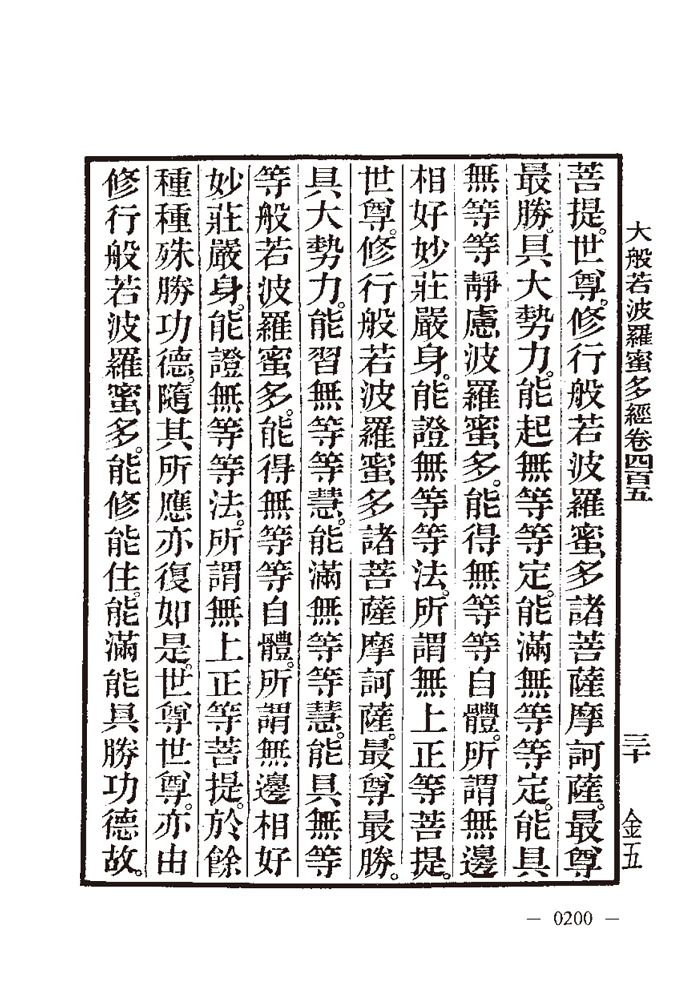 大般若波羅蜜多經卷四百五
三十
金五
菩提。世尊。修行般若波羅蜜多諸菩薩摩訶薩。最尊
最勝。具大勢力。能起無等等定。能滿無等等定。能具
無等等靜慮波羅蜜多。能得無等等自體。所謂無邊
相好妙莊嚴身。能證無等等法。所謂無上正等菩提。
世尊。修行般若波羅蜜多諸菩薩摩訶薩。最尊最勝。
具大勢力。能習無等等慧。能滿無等等慧。能具無等
等般若波羅蜜多。能得無等等自體。所謂無邊相好
妙莊嚴身。能證無等等法。所謂無上正等菩提。於餘
種種殊勝功德。隨其所應亦復如是。世尊世尊。亦由
修行般若波羅蜜多。能修能住。能滿能具勝功德故。
— 0200 —